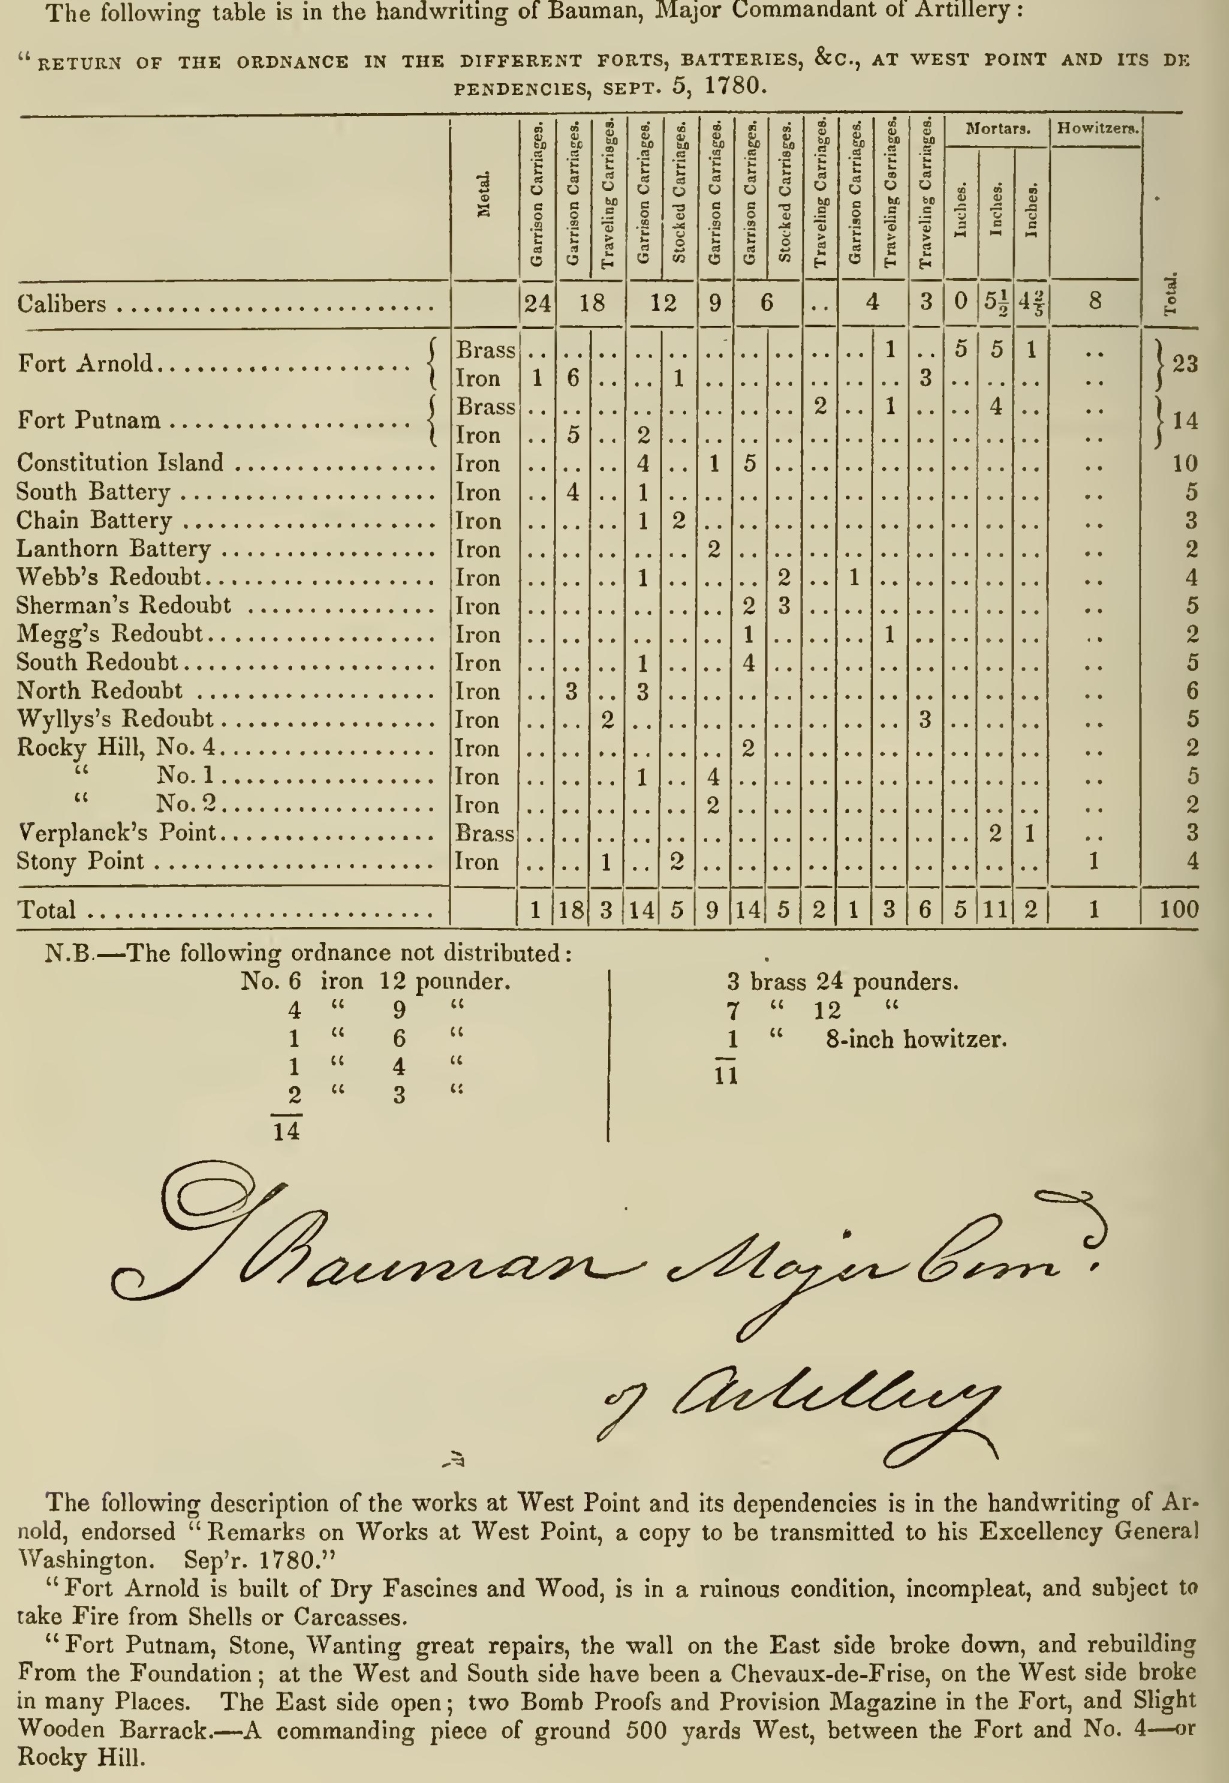 The following table is in the handwriting of Bauman, Major Commandant of Artillery:
“RETURN OF THE ORDNANCE IN THE DIFFERENT FORTS, BATTERIES, &C., AT WEST POINT AND ITS DE
PENDENCIES, SEPT. 5, 1780.
Metal. Garrison Carriages. Garrison Carriages. Traveling Carriages. Garrison Carriages. Stocked Carriages. Garrison Carriages. Garrison Carriages. Stocked Carriages. Traveling Carriages. Garrison Carriages. Traveling Carriages. Traveling Carriages. Mortars. Inches. Inches. Inches. Howitzers. Total.
Calibers ........................ 24 18 12 9 6 .. 4 3 0 5½ 4⅖ 8
Fort Arnold.................... { Brass .. .. .. .. .. .. .. .. .. .. 1 .. 5 5 1 .. } 23
Iron 1 6 .. .. 1 .. .. .. .. .. .. 3 .. .. .. ..
Fort Putnam ................... { Brass .. .. .. .. .. .. .. .. 2 .. 1 .. .. 4 .. .. } 14
Iron .. 5 .. 2 .. .. .. .. .. .. .. .. .. .. .. ..
Constitution Island ................ Iron .. .. .. 4 .. 1 5 .. .. .. .. .. .. .. .. .. 10
South Battery .................... Iron .. 4 .. 1 .. .. .. .. .. .. .. .. .. .. .. .. 5
Chain Battery .................... Iron .. .. .. 1 2 .. .. .. .. .. .. .. .. .. .. .. 3
Lanthorn Battery ................. Iron .. .. .. .. .. 2 .. .. .. .. .. .. .. .. .. .. 2
Webb's Redoubt.................. Iron .. .. .. 1 .. .. .. 2 .. 1 .. .. .. .. .. .. 4
Sherman's Redoubt ............... Iron .. .. .. .. .. .. 2 3 .. .. .. .. .. .. .. .. 5
Megg's Redoubt.................. Iron .. .. .. .. .. .. 1 .. .. .. 1 .. .. .. .. .. 2
South Redoubt.................... Iron .. .. .. 1 .. .. 4 .. .. .. .. .. .. .. .. .. 5
North Redoubt ................... Iron .. 3 .. 3 .. .. .. .. .. .. .. .. .. .. .. .. 6
Wyllys's Redoubt ................. Iron .. .. 2 .. .. .. .. .. .. .. .. 3 .. .. .. .. 5
Rocky Hill, No. 4................. Iron .. .. .. .. .. .. 2 .. .. .. .. .. .. .. .. .. 2
“ No. 1................. Iron .. .. .. 1 .. 4 .. .. .. .. .. .. .. .. .. .. 5
“ No. 2................. Iron .. .. .. .. .. 2 .. .. .. .. .. .. .. .. .. .. 2
Verplanck's Point................. Brass .. .. .. .. .. .. .. .. .. .. .. .. .. 2 1 .. 3
Stony Point ...................... Iron .. .. 1 .. 2 .. .. .. .. .. .. .. .. .. .. 1 4
Total ........................... 1 18 3 14 5 9 14 5 2 1 3 6 5 11 2 1 100
N.B.—The following ordnance not distributed:
No. 6 iron 12 pounder.
4 “ 9 “
1 “ 6 “
1 “ 4 “
2 “ 3 “
14
3 brass 24 pounders.
7 “ 12 “
1 “ 8-inch howitzer.
11
S Bauman Major Comd.
of Artillery
The following description of the works at West Point and its dependencies is in the handwriting of Ar-
nold, endorsed “Remarks on Works at West Point, a copy to be transmitted to his Excellency General
Washington. Sep'r. 1780.”
“Fort Arnold is built of Dry Fascines and Wood, is in a ruinous condition, incompleat, and subject to
take Fire from Shells or Carcasses.
“Fort Putnam, Stone, Wanting great repairs, the wall on the East side broke down, and rebuilding
From the Foundation; at the West and South side have been a Chevaux-de-Frise, on the West side broke
in many Places. The East side open; two Bomb Proofs and Provision Magazine in the Fort, and Slight
Wooden Barrack.—A commanding piece of ground 500 yards West, between the Fort and No. 4—or
Rocky Hill.